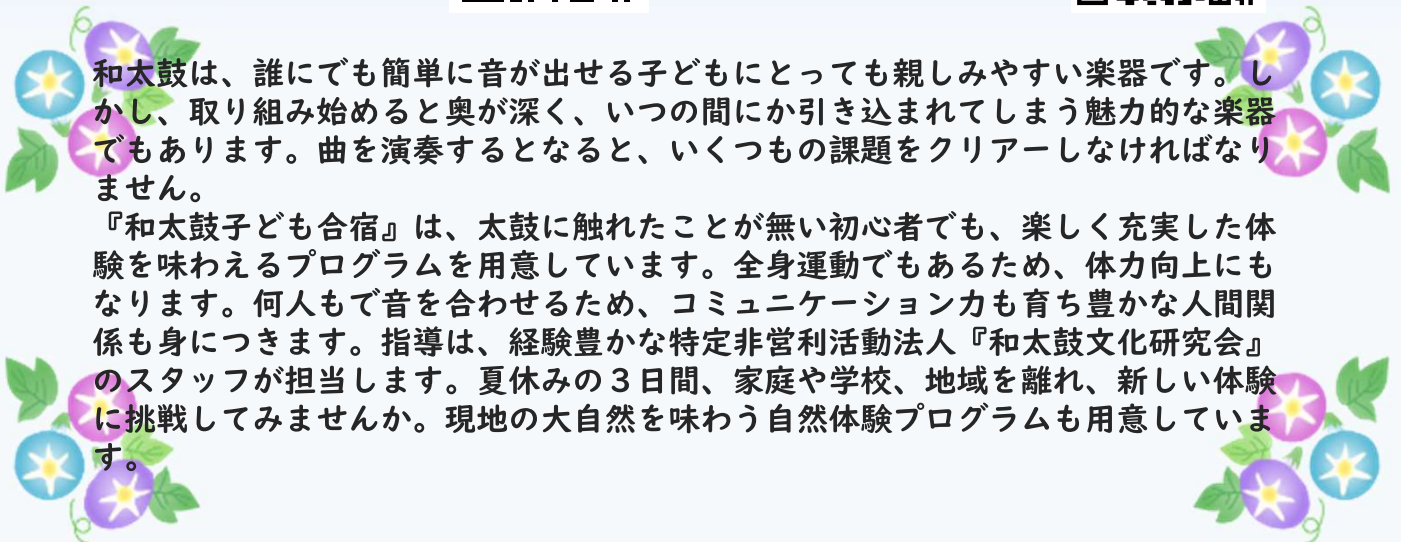 和太鼓は、誰にでも簡単に音が出せる子どもにとっても親しみやすい楽器です。し
かし、取り組み始めると奥が深く、いつの間にか引き込まれてしまう魅力的な楽器
でもあります。曲を演奏するとなると、いくつもの課題をクリアーしなければなり
ません。
『和太鼓子ども合宿』は、太鼓に触れたことが無い初心者でも、楽しく充実した体
験を味わえるプログラムを用意しています。全身運動でもあるため、体力向上にも
なります。何人もで音を合わせるため、コミュニケーション力も育ち豊かな人間関
係も身につきます。指導は、経験豊かな特定非営利活動法人『和太鼓文化研究会』
のスタッフが担当します。夏休みの３日間、家庭や学校、地域を離れ、新しい体験
に挑戦してみませんか。現地の大自然を味わう自然体験プログラムも用意していま
す。